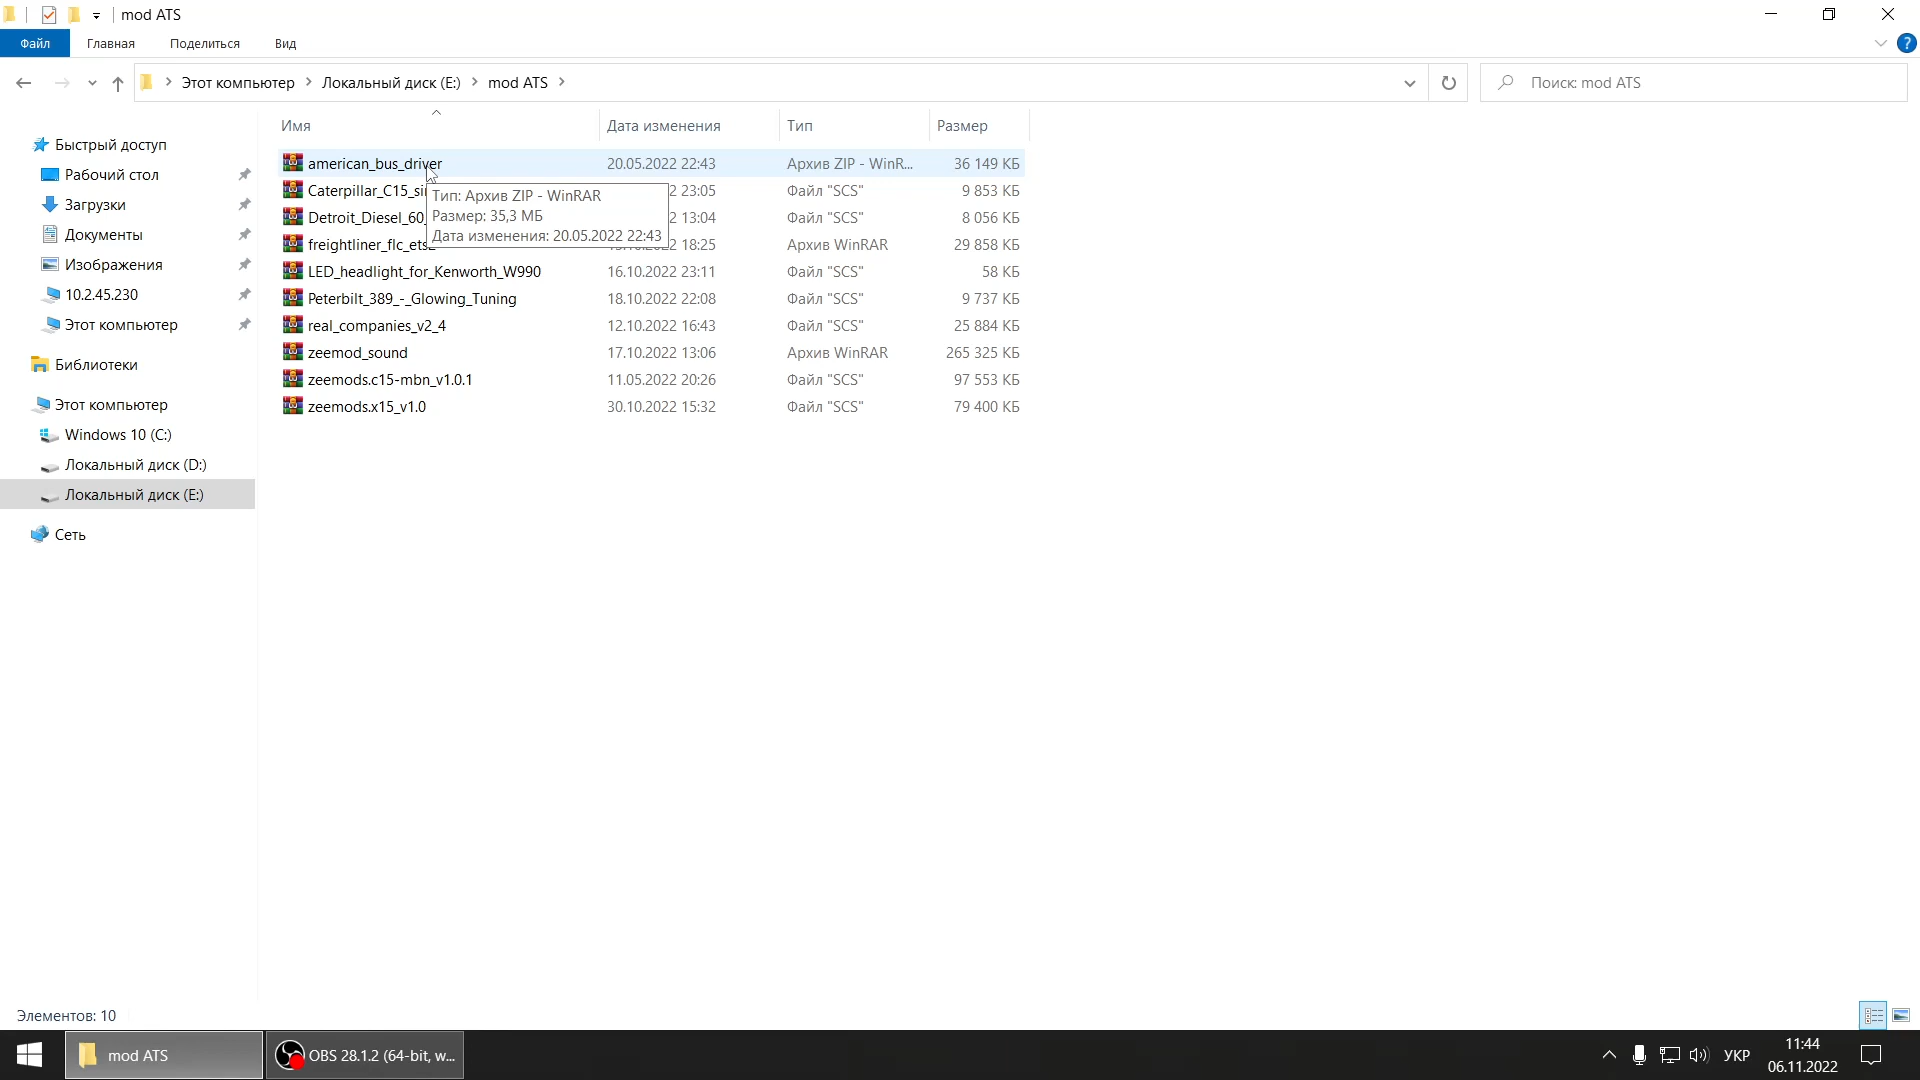 mod ATS
Файл Главная Поделиться Вид
Этот компьютер Локальный диск (E:) mod ATS
Поиск: mod ATS
Быстрый доступ
Рабочий стол
Загрузки
Документы
Изображения
10.2.45.230
Этот компьютер
Библиотеки
Этот компьютер
Windows 10 (C:)
Локальный диск (D:)
Локальный диск (E:)
Сеть
Имя Дата изменения Тип Размер
american_bus_driver 20.05.2022 22:43 Архив ZIP - WinR... 36 149 КБ
Caterpillar_C15_si 2 23:05 Файл "SCS" 9 853 КБ
Detroit_Diesel_60_ 2 13:04 Файл "SCS" 8 056 КБ
freightliner_flc_ets2 2 18:25 Архив WinRAR 29 858 КБ
LED_headlight_for_Kenworth_W990 16.10.2022 23:11 Файл "SCS" 58 КБ
Peterbilt_389_-_Glowing_Tuning 18.10.2022 22:08 Файл "SCS" 9 737 КБ
real_companies_v2_4 12.10.2022 16:43 Файл "SCS" 25 884 КБ
zeemod_sound 17.10.2022 13:06 Архив WinRAR 265 325 КБ
zeemods.c15-mbn_v1.0.1 11.05.2022 20:26 Файл "SCS" 97 553 КБ
zeemods.x15_v1.0 30.10.2022 15:32 Файл "SCS" 79 400 КБ
Тип: Архив ZIP - WinRAR
Размер: 35,3 МБ
Дата изменения: 20.05.2022 22:43
Элементов: 10
mod ATS
OBS 28.1.2 (64-bit, w...
УКР
11:44
06.11.2022